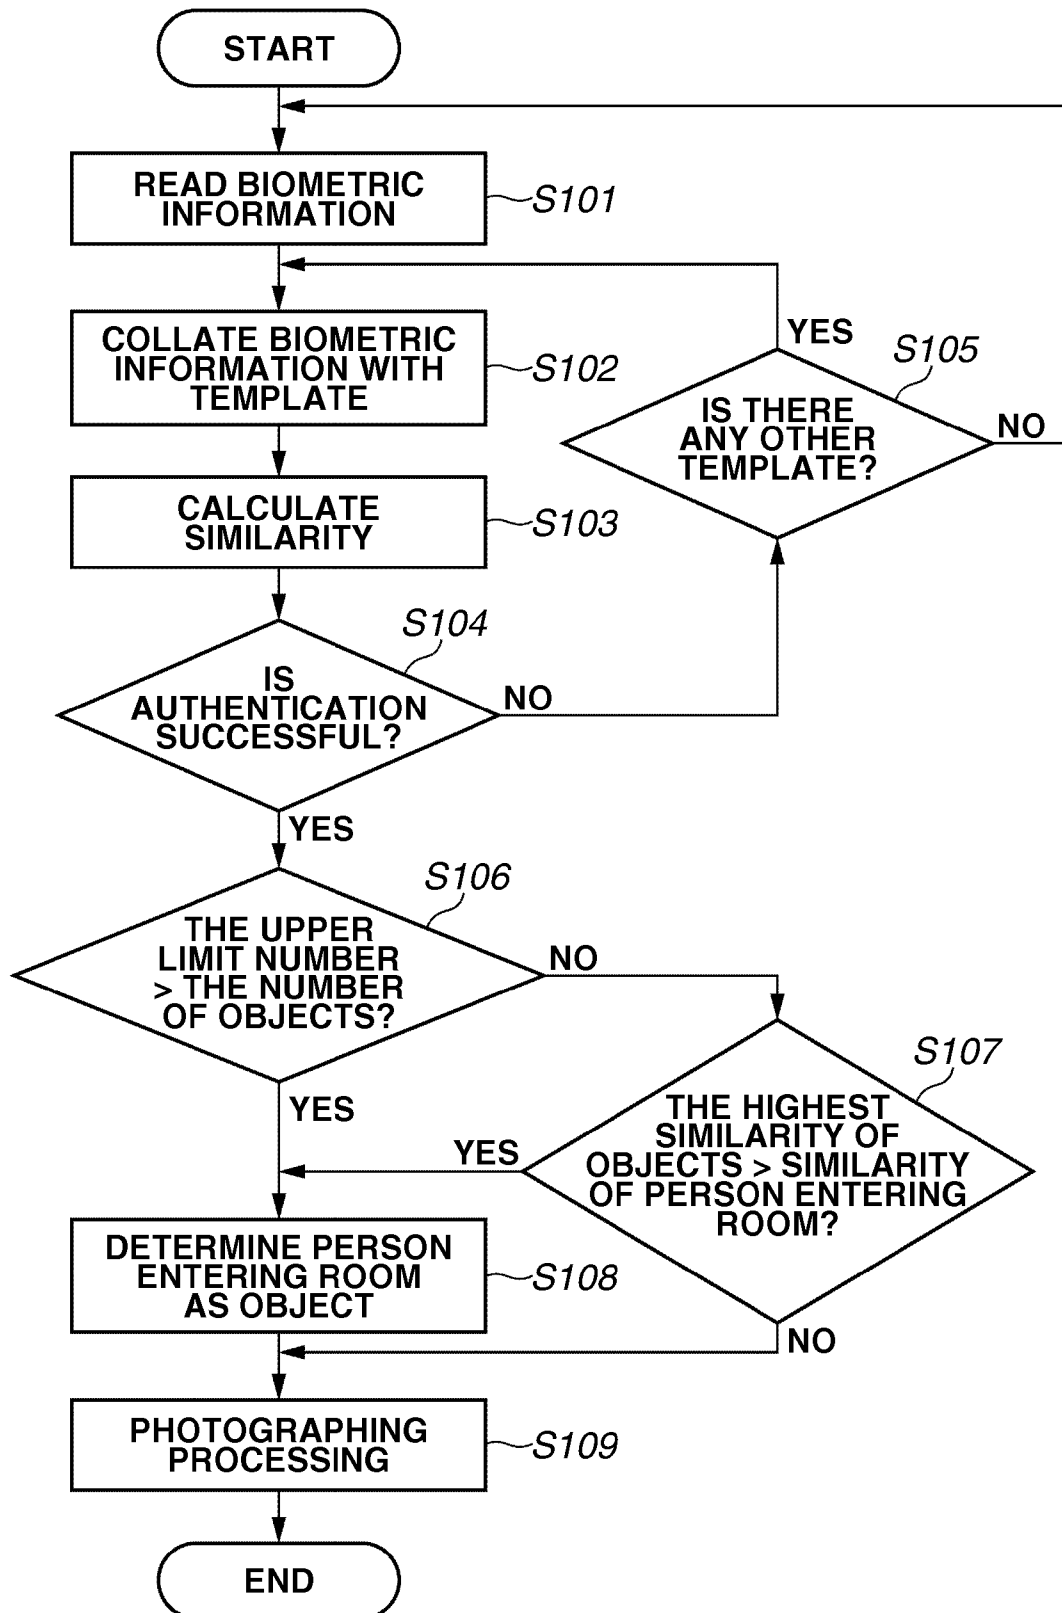 START
READ BIOMETRIC
INFORMATION
S101
COLLATE BIOMETRIC
INFORMATION WITH
TEMPLATE
S102
YES
S105
IS THERE
ANY OTHER
TEMPLATE?
NO
CALCULATE
SIMILARITY
S103
S104
IS
AUTHENTICATION
SUCCESSFUL?
NO
YES
S106
THE UPPER
LIMIT NUMBER
> THE NUMBER
OF OBJECTS?
NO
YES
S107
THE HIGHEST
SIMILARITY OF
OBJECTS > SIMILARITY
OF PERSON ENTERING
ROOM?
YES
NO
DETERMINE PERSON
ENTERING ROOM
AS OBJECT
S108
PHOTOGRAPHING
PROCESSING
S109
END